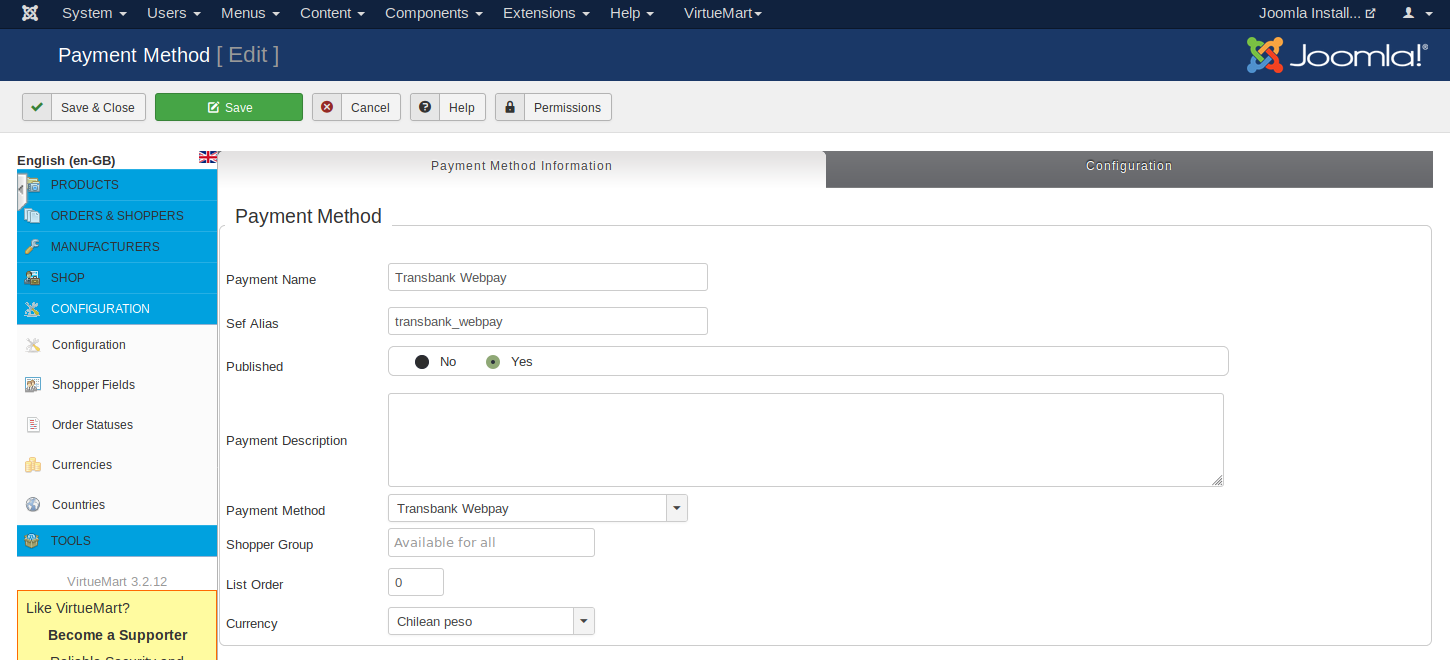 System Users Menus Content Components Extensions Help VirtueMart Joomla Install...
Payment Method [ Edit ]
Joomla!®
Save & Close Save Cancel Help Permissions
English (en-GB)
PRODUCTS
ORDERS & SHOPPERS
MANUFACTURERS
SHOP
CONFIGURATION
Configuration
Shopper Fields
Order Statuses
Currencies
Countries
TOOLS
VirtueMart 3.2.12
Like VirtueMart?
Become a Supporter
Reliable Security and
Payment Method Information Configuration
Payment Method
Payment Name Transbank Webpay
Sef Alias transbank_webpay
Published No Yes
Payment Description
Payment Method Transbank Webpay
Shopper Group Available for all
List Order 0
Currency Chilean peso